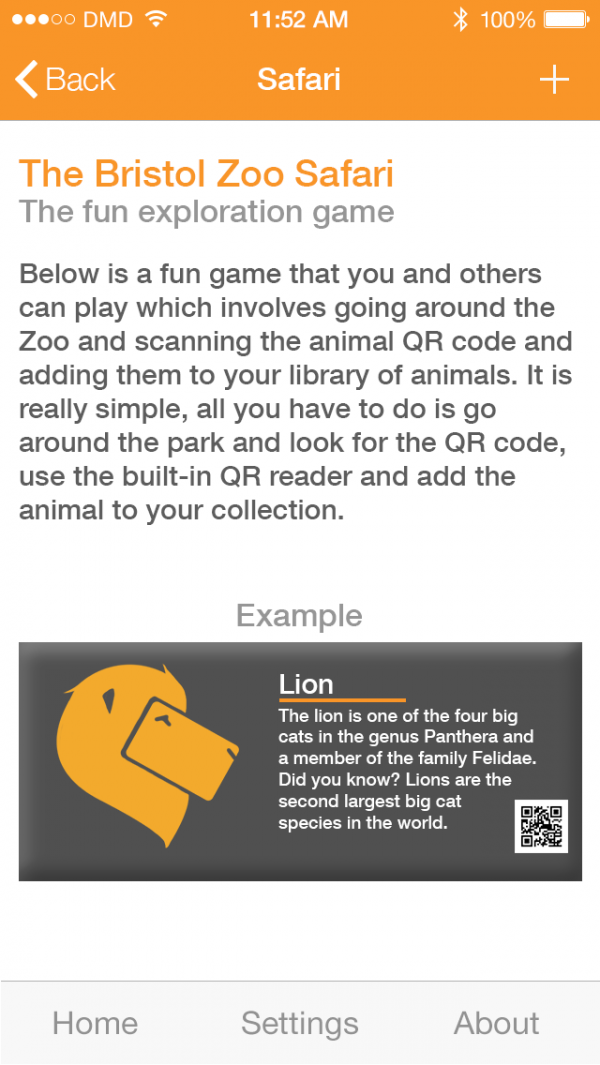 DMD 11:52 AM 100%
Back Safari +
The Bristol Zoo Safari
The fun exploration game
Below is a fun game that you and others
can play which involves going around the
Zoo and scanning the animal QR code and
adding them to your library of animals. It is
really simple, all you have to do is go
around the park and look for the QR code,
use the built-in QR reader and add the
animal to your collection.
Example
Lion
The lion is one of the four big
cats in the genus Panthera and
a member of the family Felidae.
Did you know? Lions are the
second largest big cat
species in the world.
Home Settings About